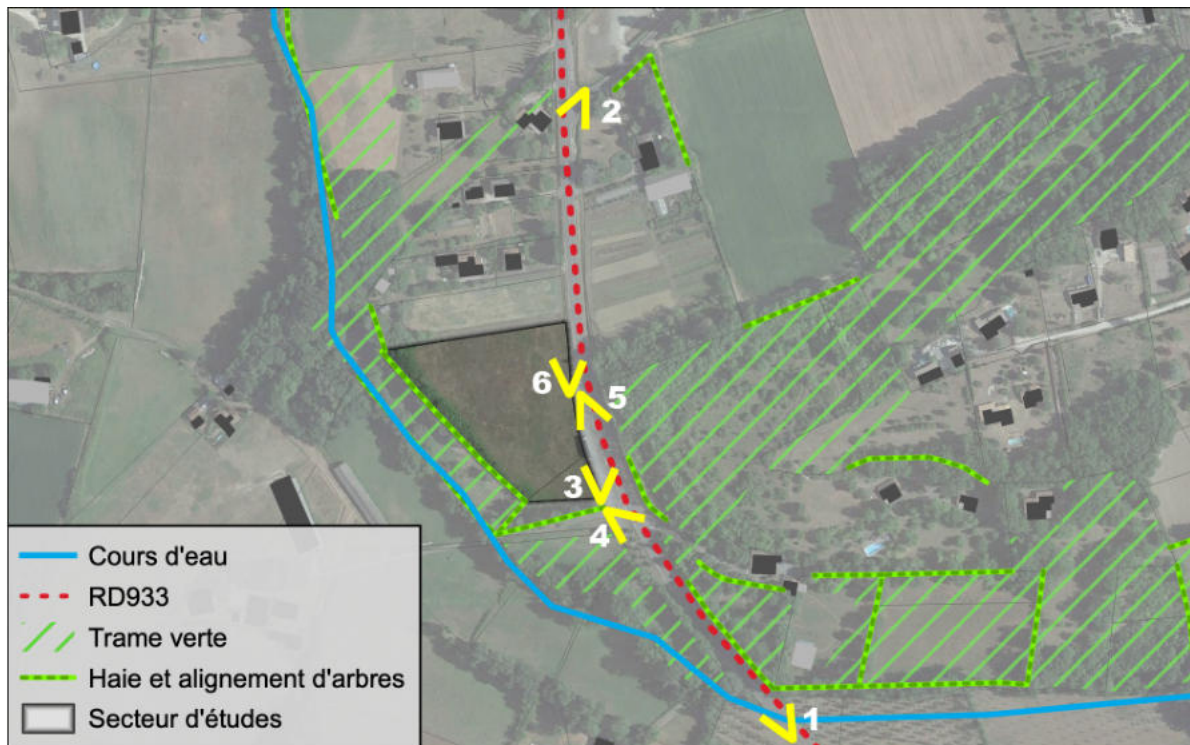 2
6
5
3
4
1
Cours d'eau
RD933
Trame verte
Haie et alignement d'arbres
Secteur d'études